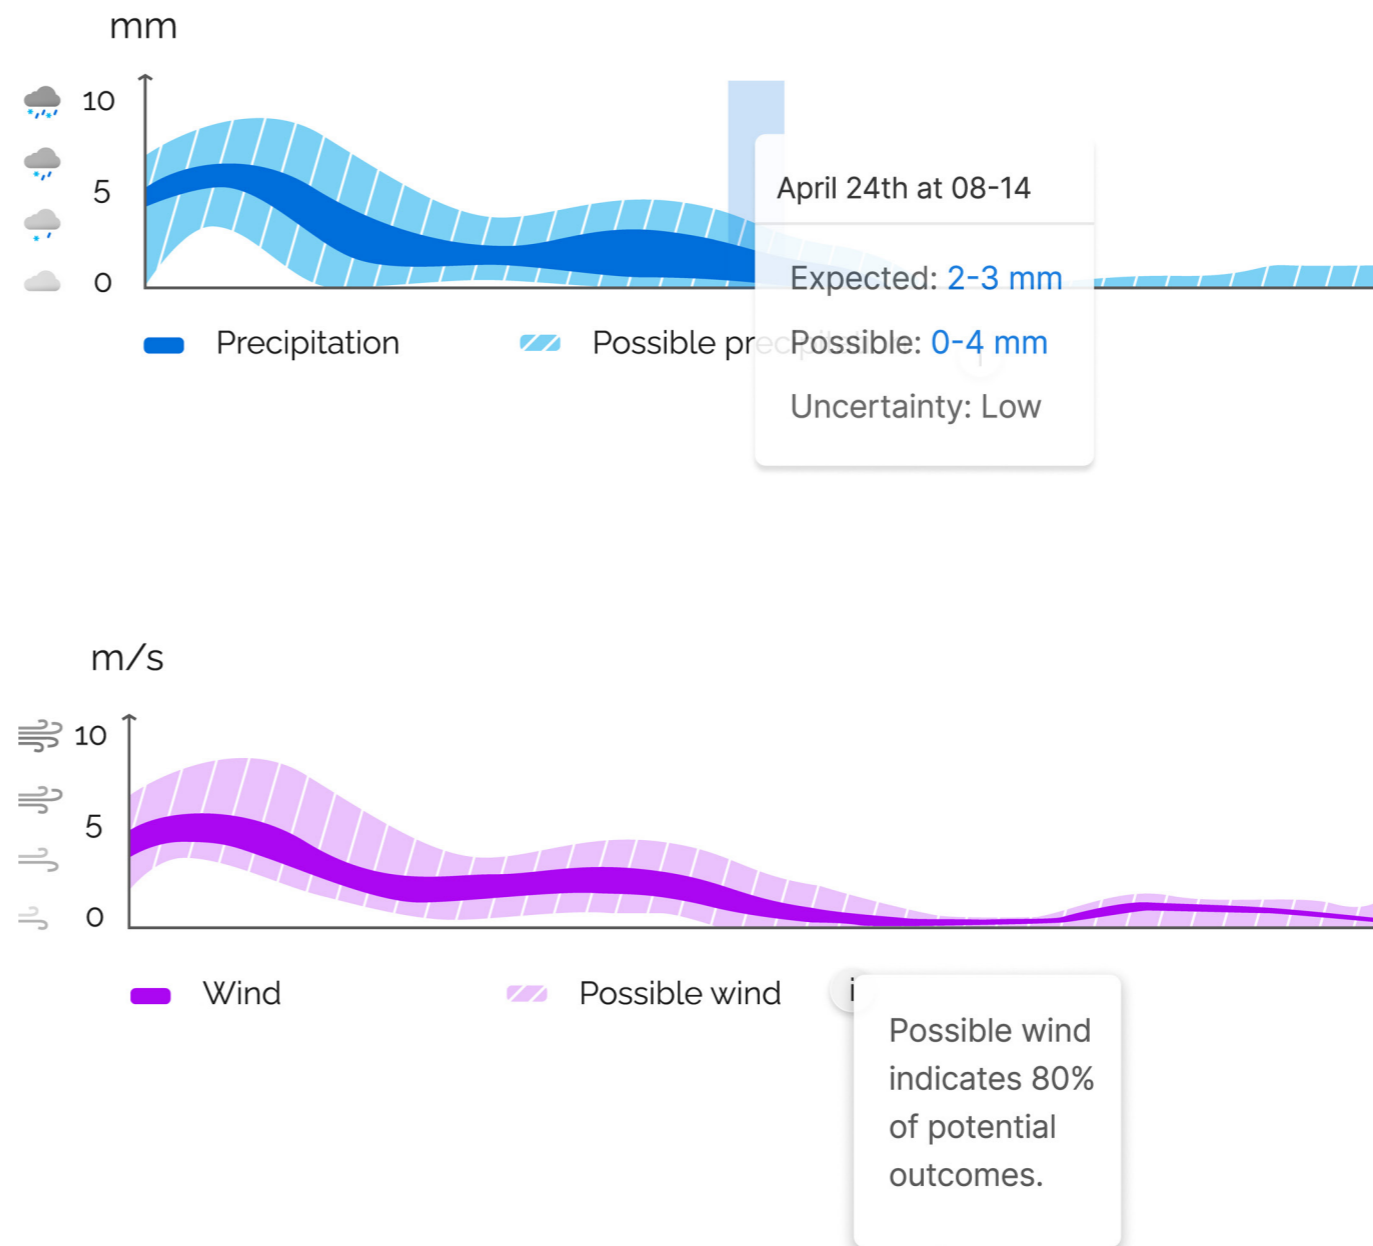 mm
10
5
0
April 24th at 08-14
Expected: 2-3 mm
Possible: 0-4 mm
Uncertainty: Low
Precipitation
Possible
m/s
10
5
0
Wind
Possible wind
i
Possible wind
indicates 80%
of potential
outcomes.